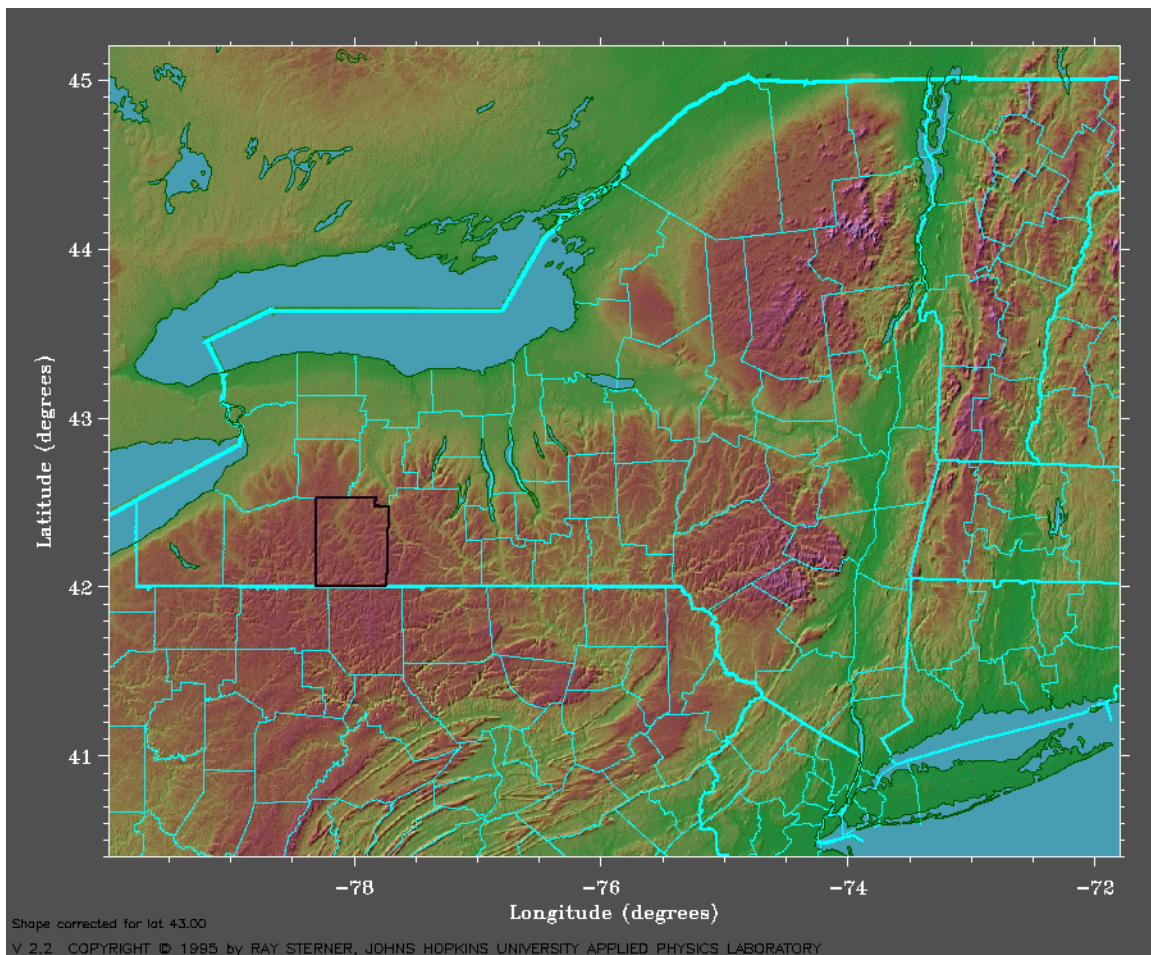 45
44
43
42
41
Latitude (degrees)
-78 -76 -74 -72
Longitude (degrees)
Shape corrected for lat 43.00
V 2.2 COPYRIGHT © 1995 by RAY STERNER, JOHNS HOPKINS UNIVERSITY APPLIED PHYSICS LABORATORY